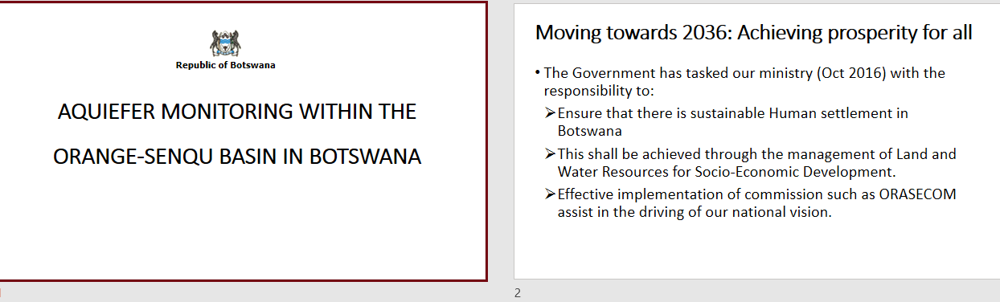 Republic of Botswana
AQUIEFER MONITORING WITHIN THE
ORANGE-SENQU BASIN IN BOTSWANA
Moving towards 2036: Achieving prosperity for all
• The Government has tasked our ministry (Oct 2016) with the
responsibility to:
➢Ensure that there is sustainable Human settlement in
Botswana
➢This shall be achieved through the management of Land and
Water Resources for Socio-Economic Development.
➢Effective implementation of commission such as ORASECOM
assist in the driving of our national vision.
2